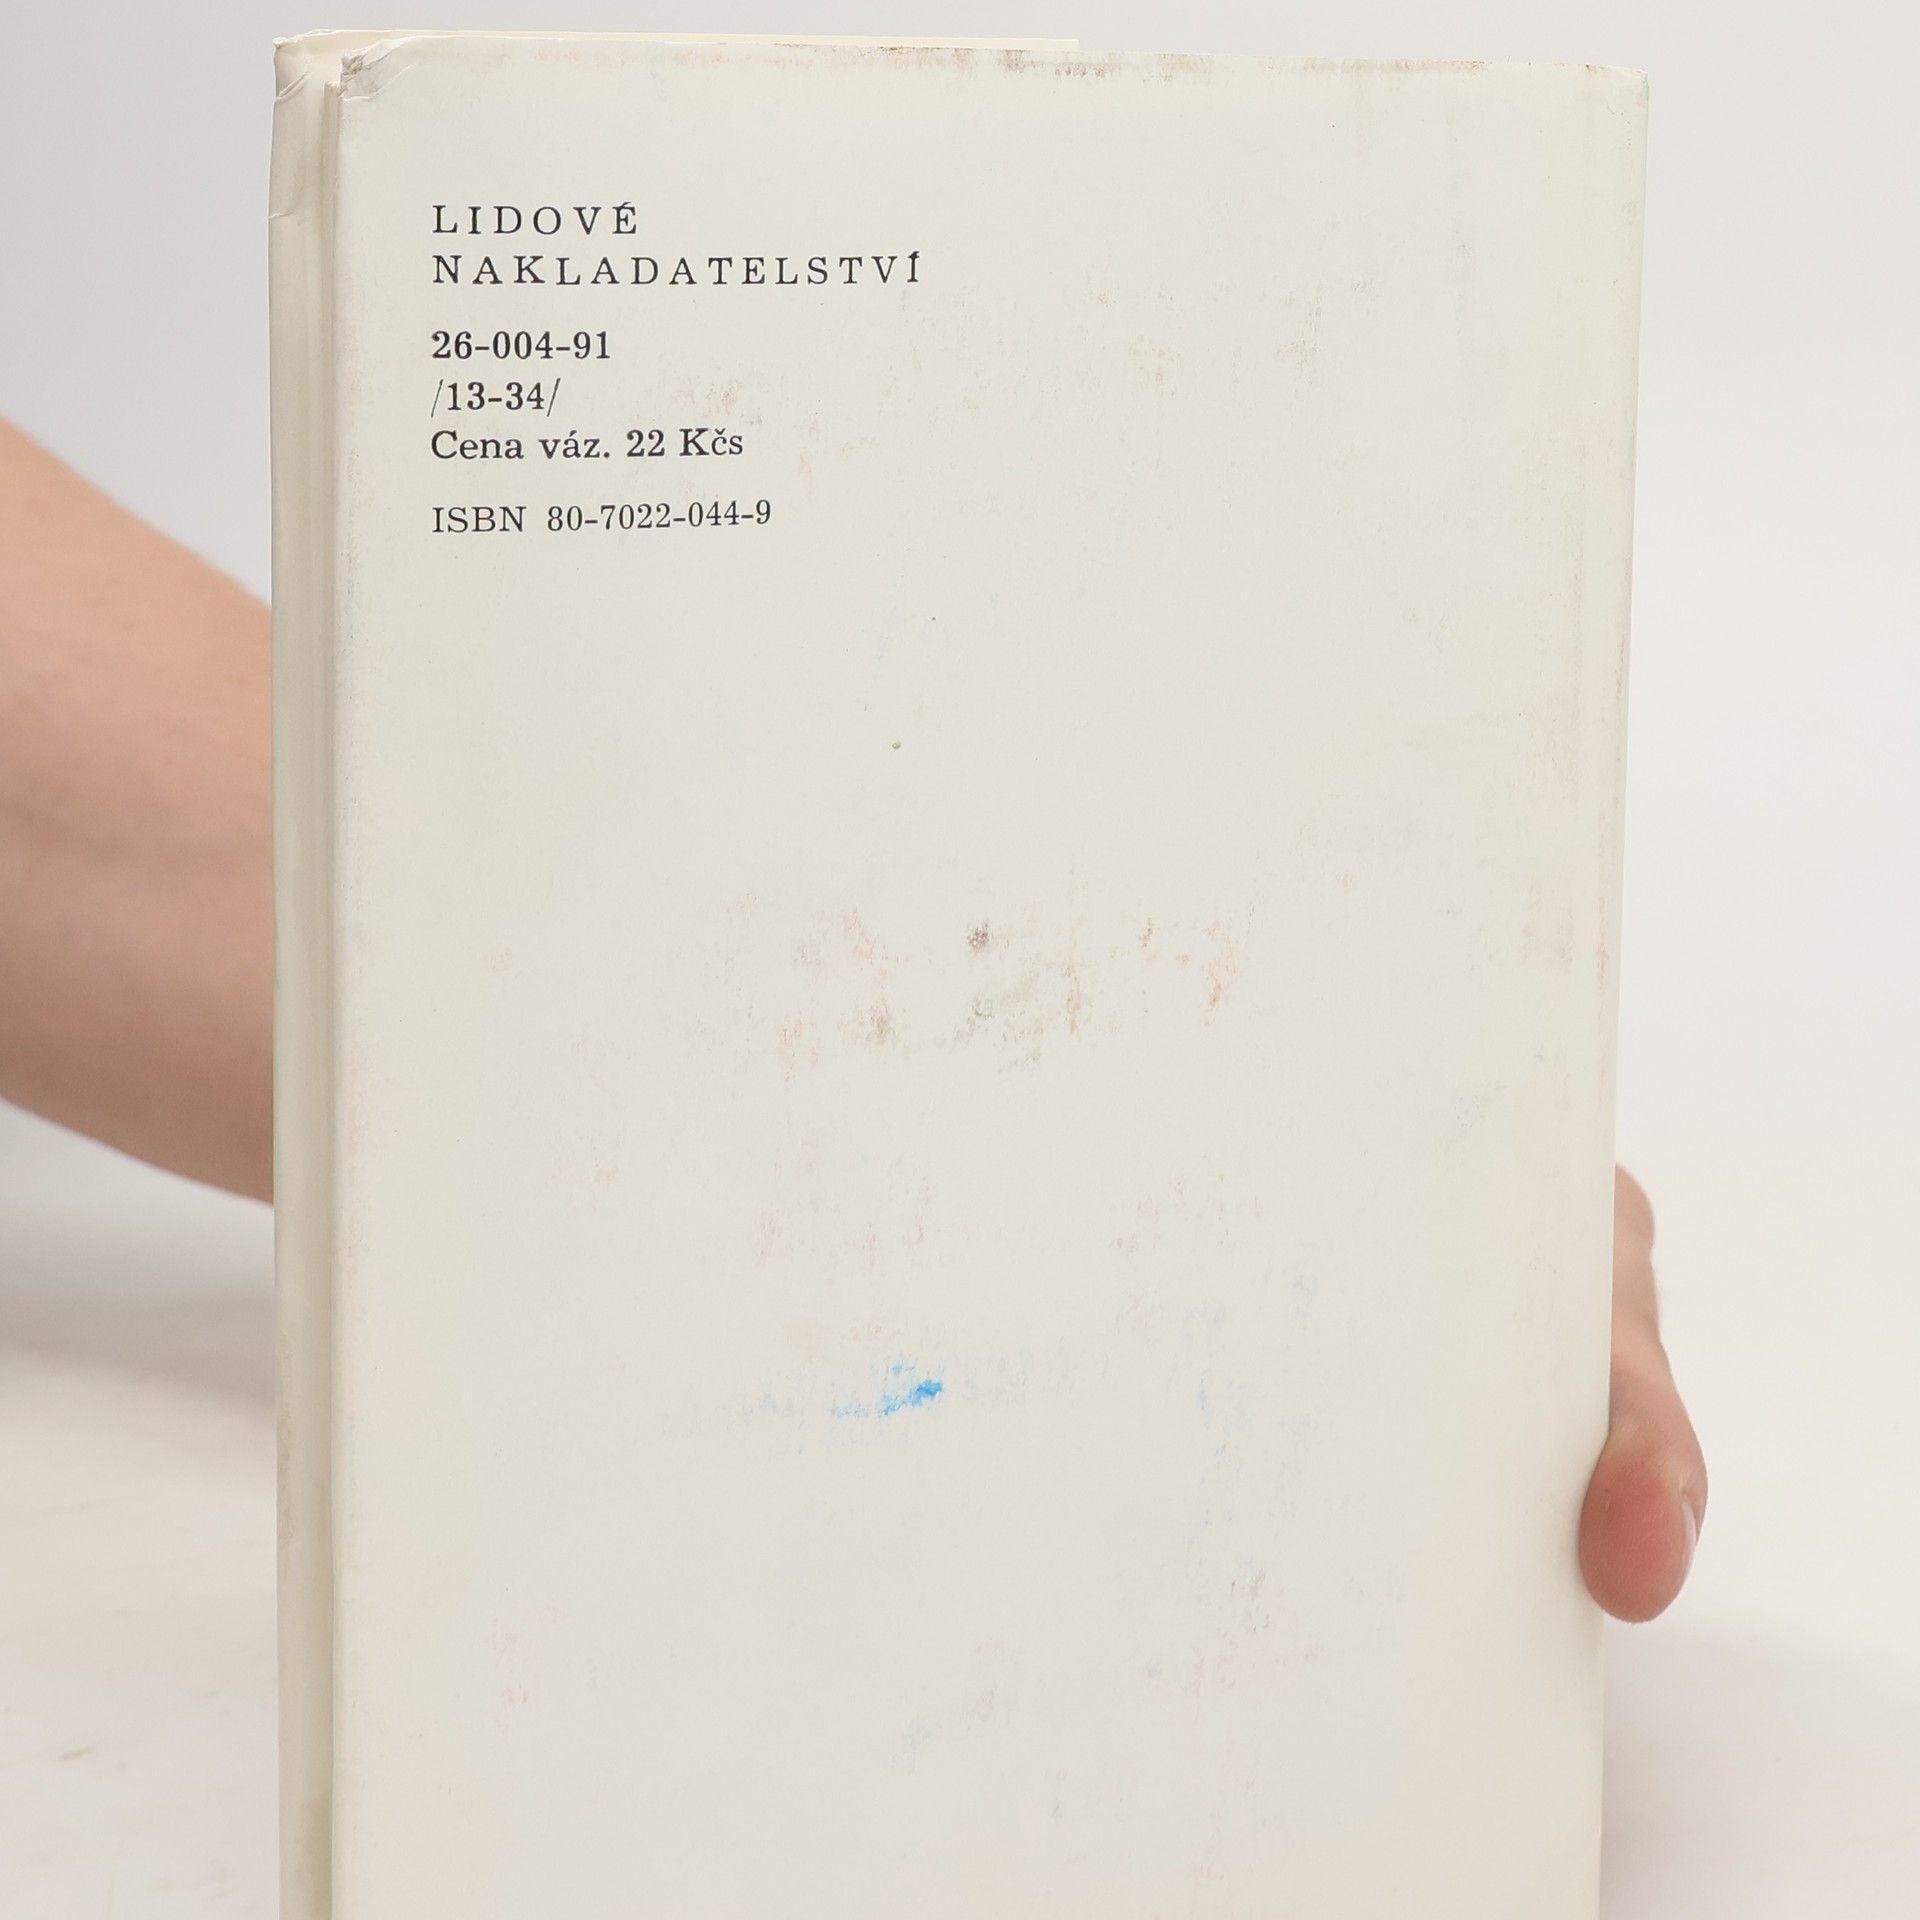 LIDOVÉ
NAKLADATELSTVÍ
26-004-91
/13-34/
Cena váz. 22 Kčs
ISBN 80-7022-044-9